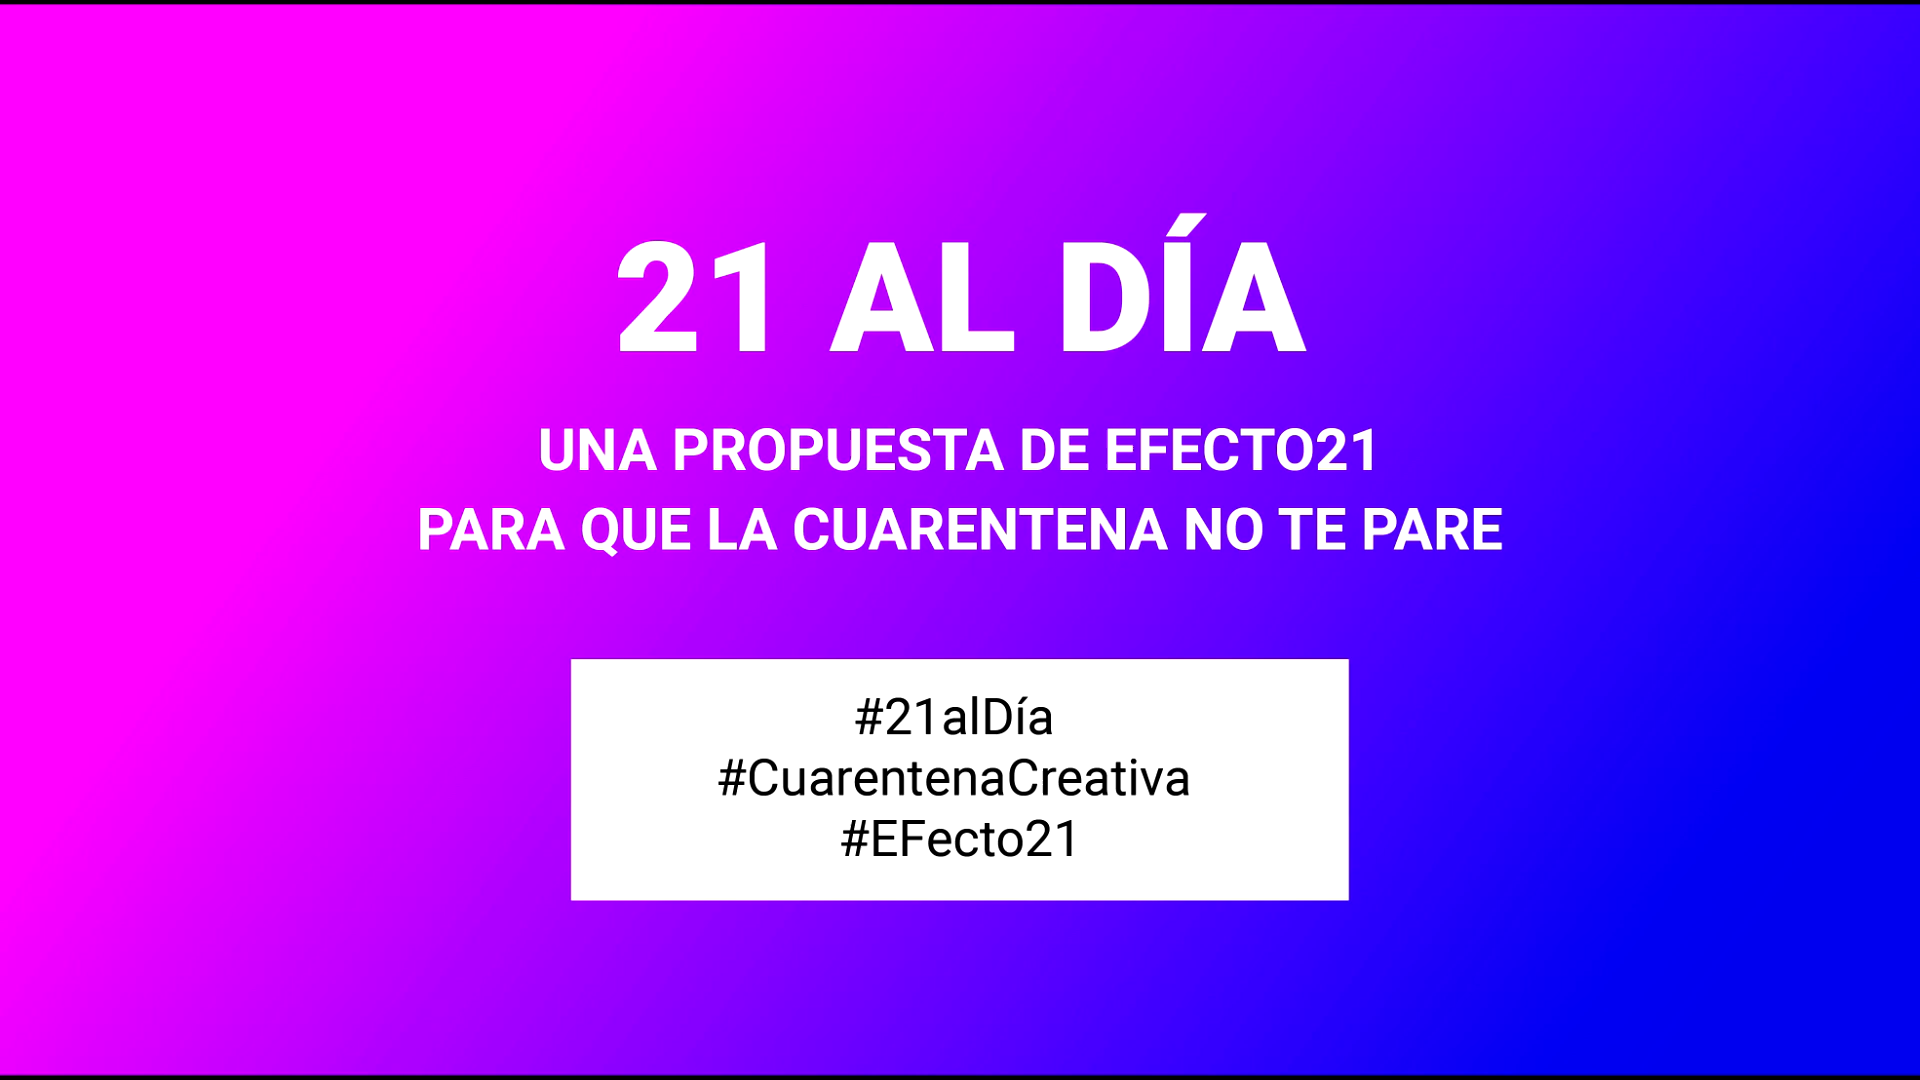 21 AL DÍA
UNA PROPUESTA DE EFECTO21
PARA QUE LA CUARENTENA NO TE PARE
#21alDía
#CuarentenaCreativa
#EFecto21